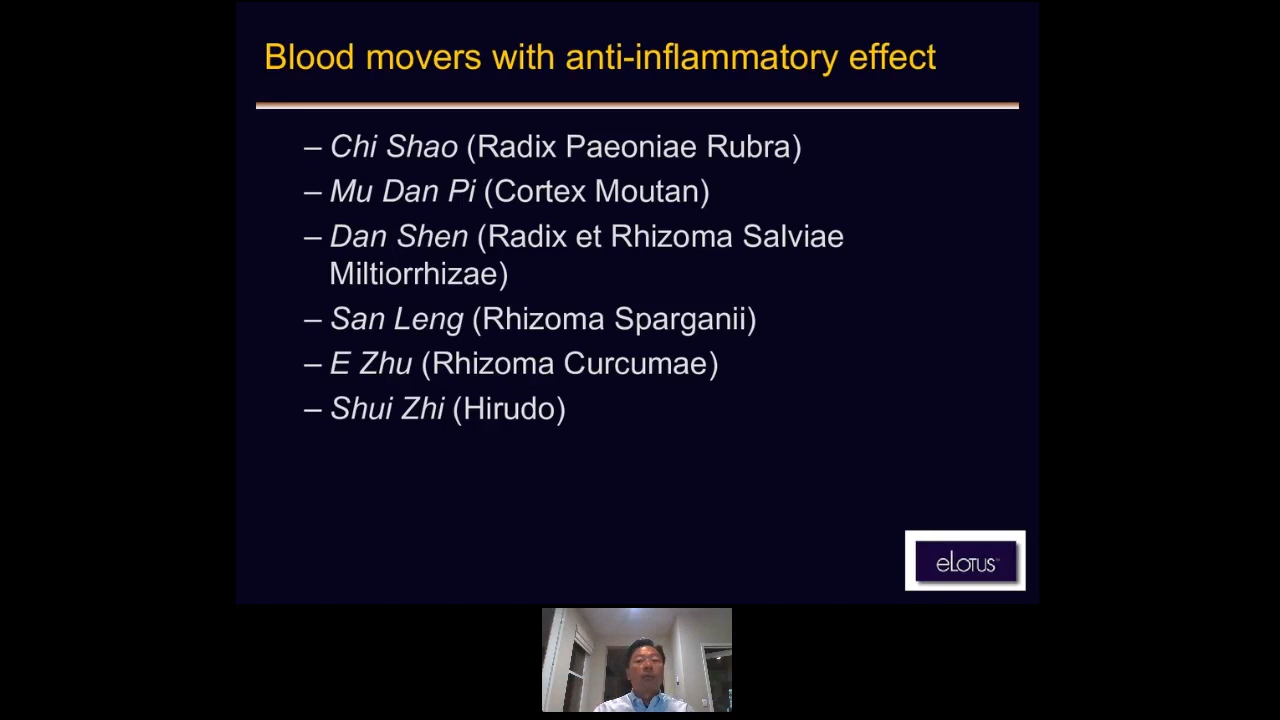 Blood movers with anti-inflammatory effect
– Chi Shao (Radix Paeoniae Rubra)
– Mu Dan Pi (Cortex Moutan)
– Dan Shen (Radix et Rhizoma Salviae
Miltiorrhizae)
– San Leng (Rhizoma Sparganii)
– E Zhu (Rhizoma Curcumae)
– Shui Zhi (Hirudo)
eLOTUS